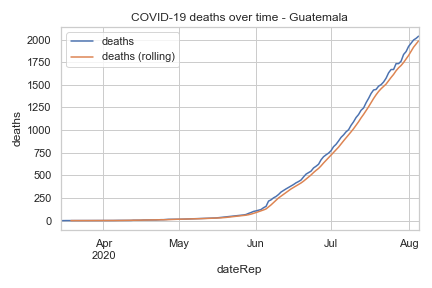 COVID-19 deaths over time - Guatemala
deaths
deaths (rolling)
2000
1750
1500
1250
1000
750
500
250
0
deaths
Apr
2020
May
Jun
Jul
Aug
dateRep